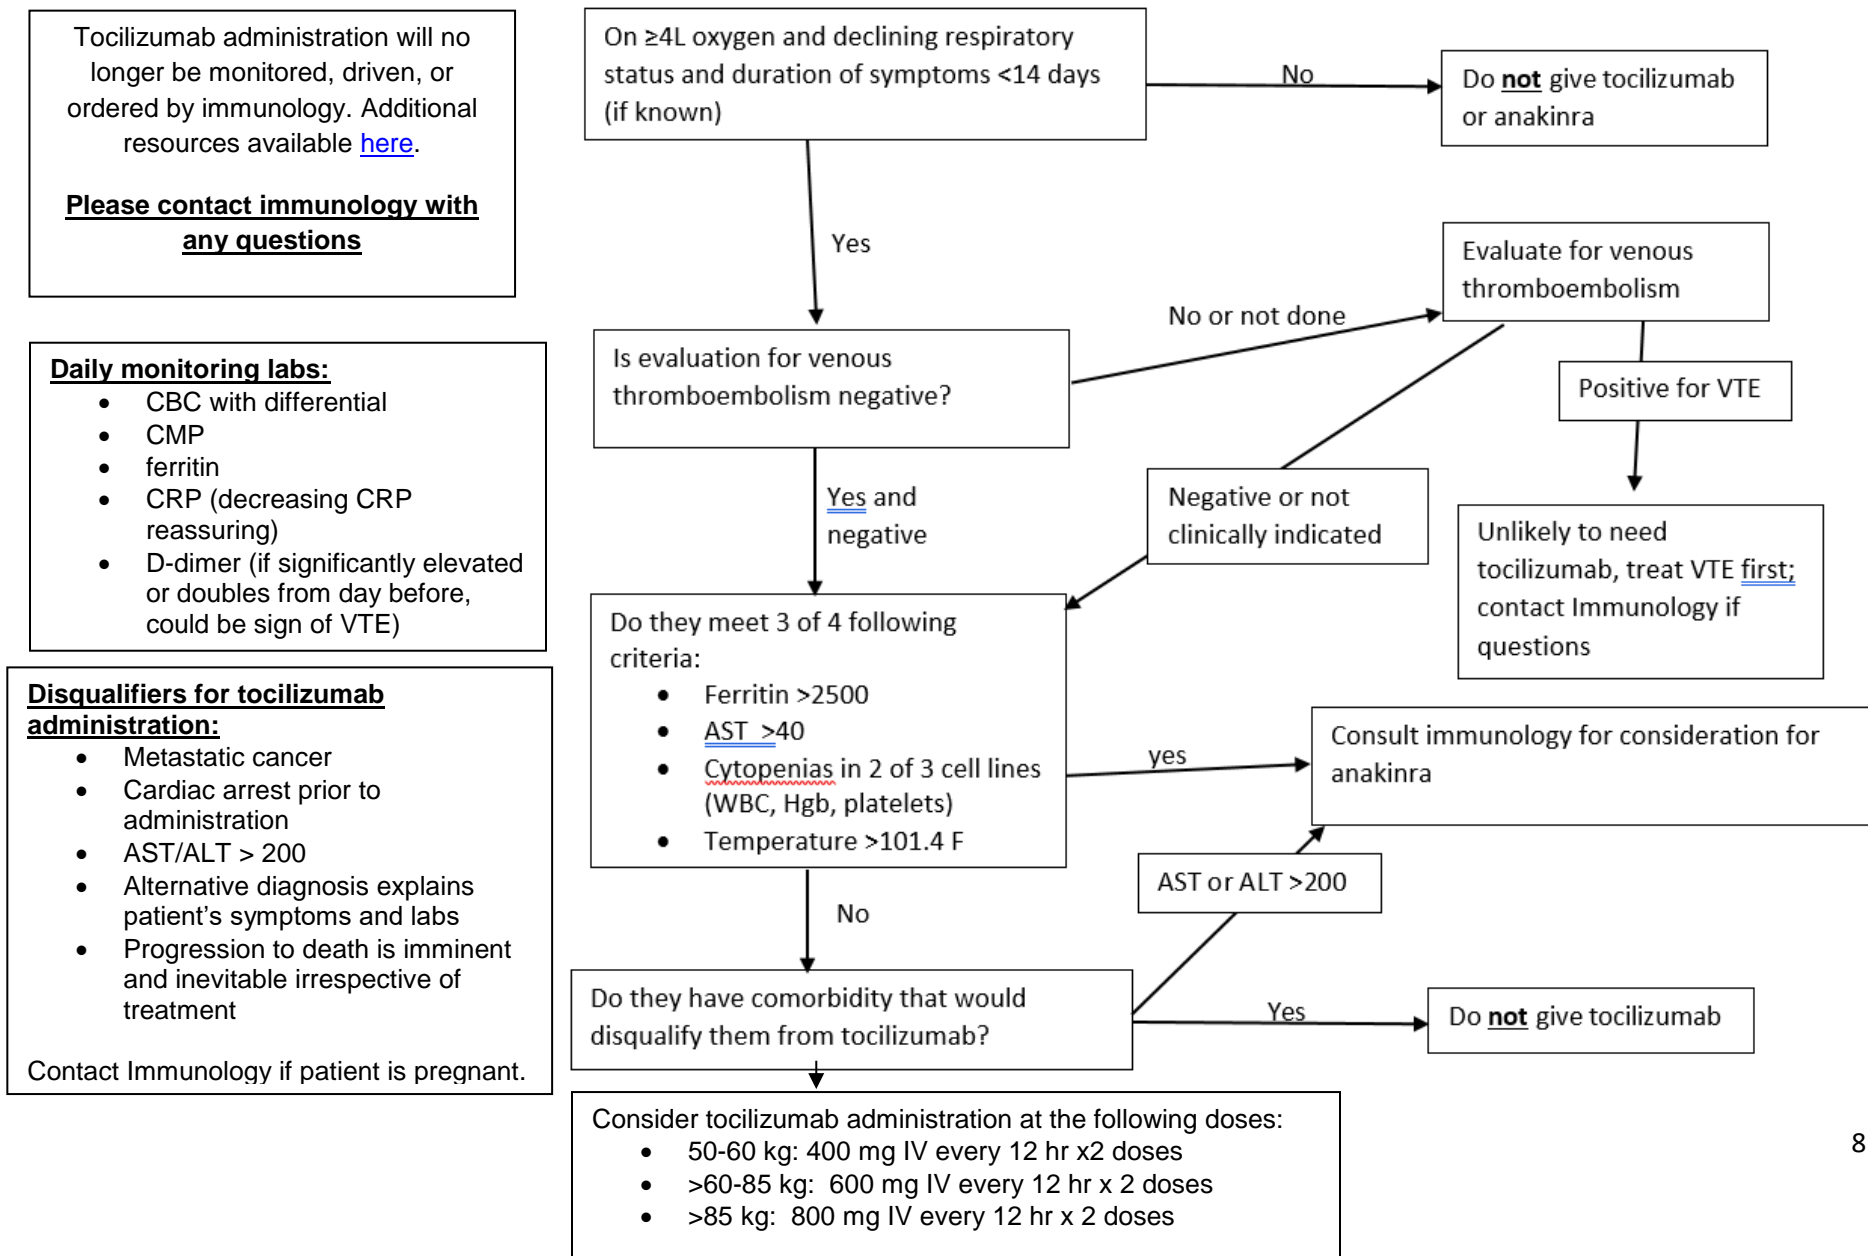 Tocilizumab administration will no
longer be monitored, driven, or
ordered by immunology. Additional
resources available here.
Please contact immunology with
any questions
Daily monitoring labs:
• CBC with differential
• CMP
• ferritin
• CRP (decreasing CRP
reassuring)
• D-dimer (if significantly elevated
or doubles from day before,
could be sign of VTE)
Disqualifiers for tocilizumab
administration:
• Metastatic cancer
• Cardiac arrest prior to
administration
• AST/ALT > 200
• Alternative diagnosis explains
patient’s symptoms and labs
• Progression to death is imminent
and inevitable irrespective of
treatment
Contact Immunology if patient is pregnant.
On ≥4L oxygen and declining respiratory
status and duration of symptoms <14 days
(if known)
No
Do not give tocilizumab
or anakinra
Yes
Is evaluation for venous
thromboembolism negative?
No or not done
Evaluate for venous
thromboembolism
Positive for VTE
Unlikely to need
tocilizumab, treat VTE first;
contact Immunology if
questions
Negative or not
clinically indicated
Yes and
negative
Do they meet 3 of 4 following
criteria:
• Ferritin >2500
• AST  >40
• Cytopenias in 2 of 3 cell lines
(WBC, Hgb, platelets)
• Temperature >101.4 F
yes
Consult immunology for consideration for
anakinra
AST or ALT >200
No
Do they have comorbidity that would
disqualify them from tocilizumab?
Yes
Do not give tocilizumab
Consider tocilizumab administration at the following doses:
• 50-60 kg: 400 mg IV every 12 hr x2 doses
• >60-85 kg:  600 mg IV every 12 hr x 2 doses
• >85 kg:  800 mg IV every 12 hr x 2 doses
8